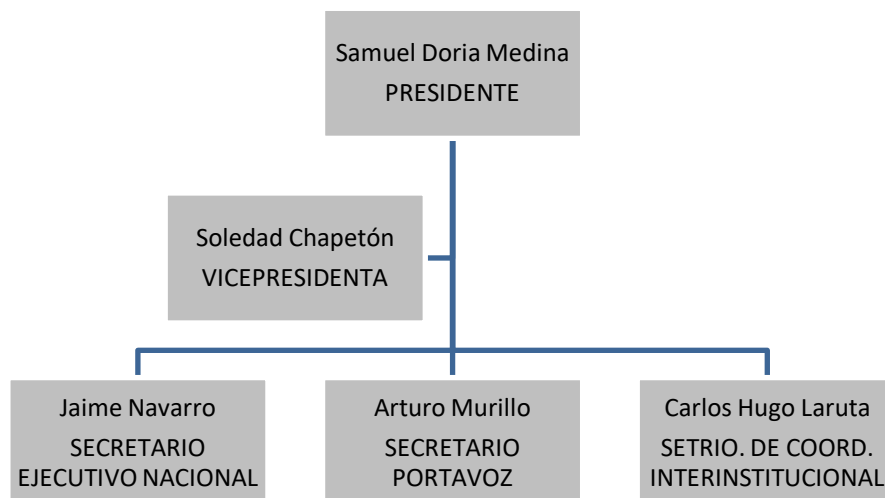 Samuel Doria Medina
PRESIDENTE
Soledad Chapetón
VICEPRESIDENTA
Jaime Navarro
SECRETARIO
EJECUTIVO NACIONAL
Arturo Murillo
SECRETARIO
PORTAVOZ
Carlos Hugo Laruta
SETRIO. DE COORD.
INTERINSTITUCIONAL